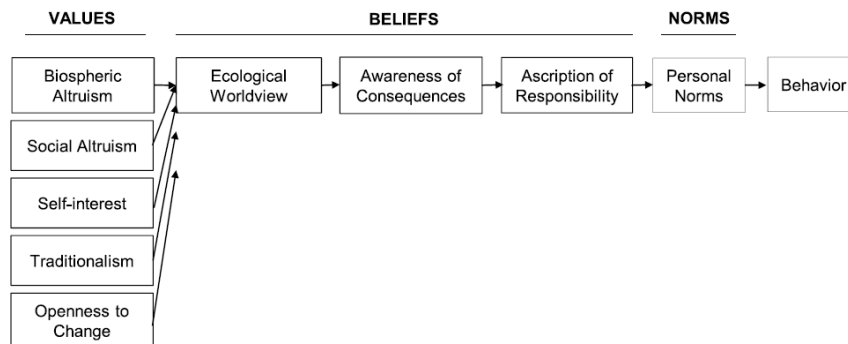 VALUES
BELIEFS
NORMS
Biospheric
Altruism
Ecological
Worldview
Awareness of
Consequences
Ascription of
Responsibility
Personal
Norms
Behavior
Social Altruism
Self-interest
Traditionalism
Openness to
Change